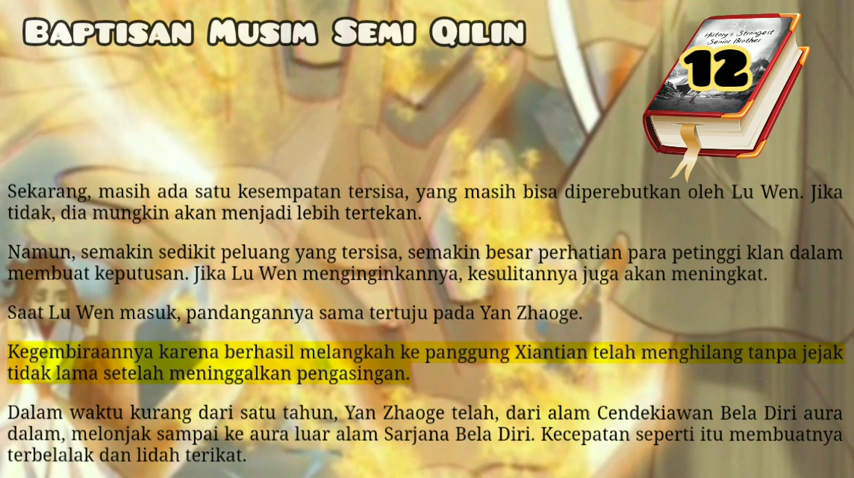 Baptisan Musim Semi Qilin
History's Strongest
Senior Brother
12
Sekarang, masih ada satu kesempatan tersisa, yang masih bisa diperebutkan oleh Lu Wen. Jika
tidak, dia mungkin akan menjadi lebih tertekan.
Namun, semakin sedikit peluang yang tersisa, semakin besar perhatian para petinggi klan dalam
membuat keputusan. Jika Lu Wen menginginkannya, kesulitannya juga akan meningkat.
Saat Lu Wen masuk, pandangannya sama tertuju pada Yan Zhaoge.
Kegembiraannya karena berhasil melangkah ke panggung Xiantian telah menghilang tanpa jejak
tidak lama setelah meninggalkan pengasingan.
Dalam waktu kurang dari satu tahun, Yan Zhaoge telah, dari alam Cendekiawan Bela Diri aura
dalam, melonjak sampai ke aura luar alam Sarjana Bela Diri. Kecepatan seperti itu membuatnya
terbelalak dan lidah terikat.